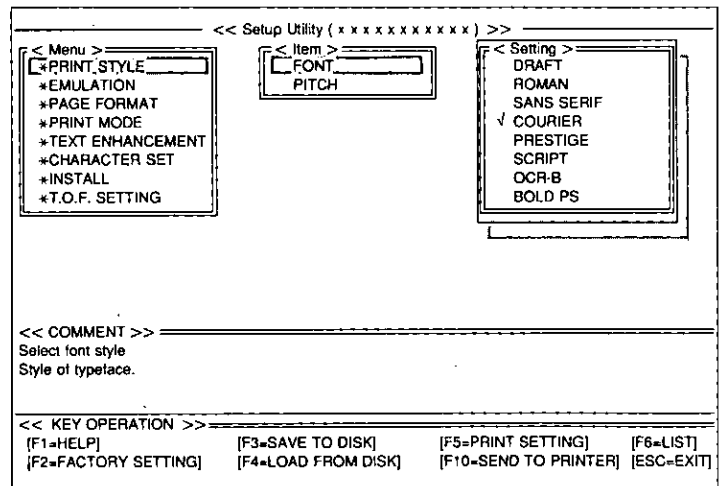 << Setup Utility ( x x x x x x x x x x x ) >>
< Menu >
*PRINT STYLE
*EMULATION
*PAGE FORMAT
*PRINT MODE
*TEXT ENHANCEMENT
*CHARACTER SET
*INSTALL
*T.O.F. SETTING
< Item >
FONT
PITCH
< Setting >
DRAFT
ROMAN
SANS SERIF
√ COURIER
PRESTIGE
SCRIPT
OCR-B
BOLD PS
<< COMMENT >>
Select font style
Style of typeface.
<< KEY OPERATION >>
[F1=HELP] [F3=SAVE TO DISK] [F5=PRINT SETTING] [F6=LIST]
[F2=FACTORY SETTING] [F4=LOAD FROM DISK] [F10=SEND TO PRINTER] [ESC=EXIT]